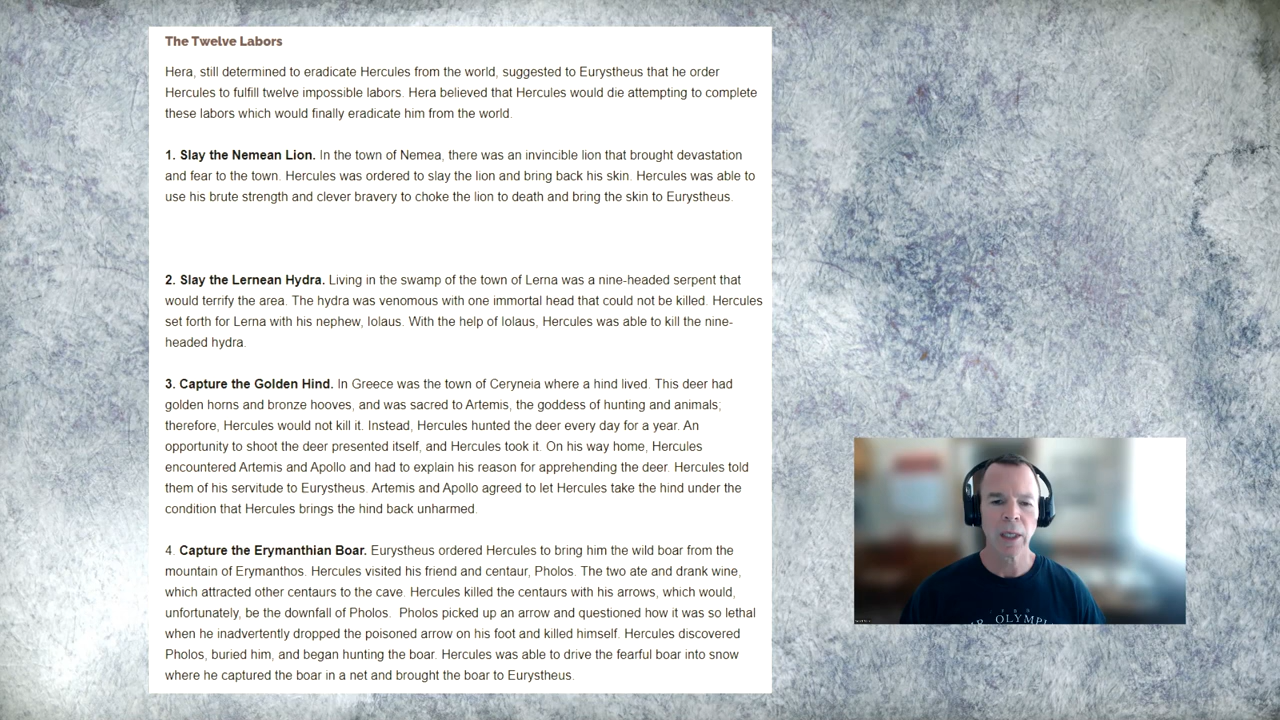 The Twelve Labors
Hera, still determined to eradicate Hercules from the world, suggested to Eurystheus that he order
Hercules to fulfill twelve impossible labors. Hera believed that Hercules would die attempting to complete
these labors which would finally eradicate him from the world.
1. Slay the Nemean Lion. In the town of Nemea, there was an invincible lion that brought devastation
and fear to the town. Hercules was ordered to slay the lion and bring back his skin. Hercules was able to
use his brute strength and clever bravery to choke the lion to death and bring the skin to Eurystheus.
2. Slay the Lernean Hydra. Living in the swamp of the town of Lerna was a nine-headed serpent that
would terrify the area. The hydra was venomous with one immortal head that could not be killed. Hercules
set forth for Lerna with his nephew, Iolaus. With the help of Iolaus, Hercules was able to kill the nine-
headed hydra.
3. Capture the Golden Hind. In Greece was the town of Ceryneia where a hind lived. This deer had
golden horns and bronze hooves, and was sacred to Artemis, the goddess of hunting and animals;
therefore, Hercules would not kill it. Instead, Hercules hunted the deer every day for a year. An
opportunity to shoot the deer presented itself, and Hercules took it. On his way home, Hercules
encountered Artemis and Apollo and had to explain his reason for apprehending the deer. Hercules told
them of his servitude to Eurystheus. Artemis and Apollo agreed to let Hercules take the hind under the
condition that Hercules brings the hind back unharmed.
4. Capture the Erymanthian Boar. Eurystheus ordered Hercules to bring him the wild boar from the
mountain of Erymanthos. Hercules visited his friend and centaur, Pholos. The two ate and drank wine,
which attracted other centaurs to the cave. Hercules killed the centaurs with his arrows, which would,
unfortunately, be the downfall of Pholos.  Pholos picked up an arrow and questioned how it was so lethal
when he inadvertently dropped the poisoned arrow on his foot and killed himself. Hercules discovered
Pholos, buried him, and began hunting the boar. Hercules was able to drive the fearful boar into snow
where he captured the boar in a net and brought the boar to Eurystheus.